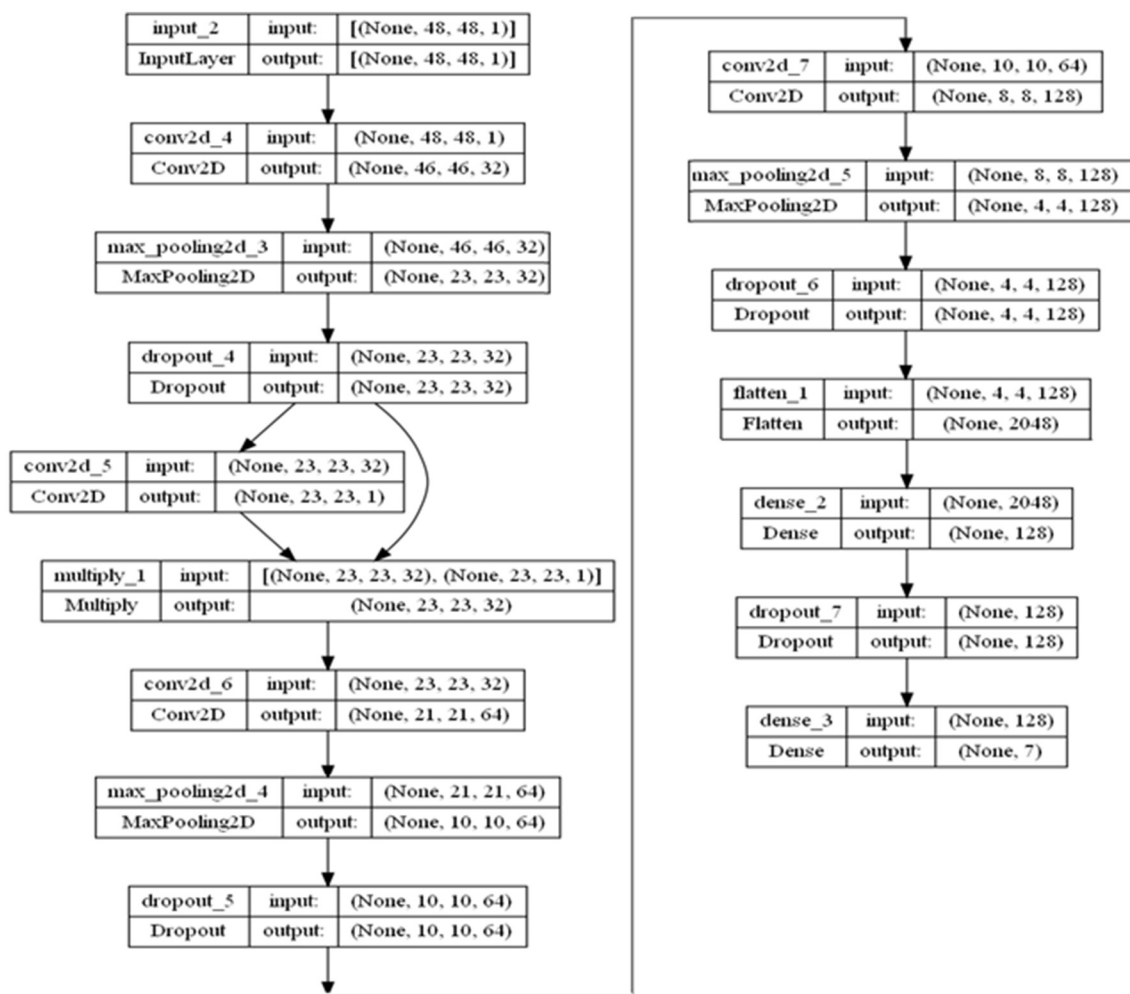 input_2 input: [(None, 48, 48, 1)]
InputLayer output: [(None, 48, 48, 1)]
conv2d_4 input: (None, 48, 48, 1)
Conv2D output: (None, 46, 46, 32)
max_pooling2d_3 input: (None, 46, 46, 32)
MaxPooling2D output: (None, 23, 23, 32)
dropout_4 input: (None, 23, 23, 32)
Dropout output: (None, 23, 23, 32)
conv2d_5 input: (None, 23, 23, 32)
Conv2D output: (None, 23, 23, 1)
multiply_1 input: [(None, 23, 23, 32), (None, 23, 23, 1)]
Multiply output: (None, 23, 23, 32)
conv2d_6 input: (None, 23, 23, 32)
Conv2D output: (None, 21, 21, 64)
max_pooling2d_4 input: (None, 21, 21, 64)
MaxPooling2D output: (None, 10, 10, 64)
dropout_5 input: (None, 10, 10, 64)
Dropout output: (None, 10, 10, 64)
conv2d_7 input: (None, 10, 10, 64)
Conv2D output: (None, 8, 8, 128)
max_pooling2d_5 input: (None, 8, 8, 128)
MaxPooling2D output: (None, 4, 4, 128)
dropout_6 input: (None, 4, 4, 128)
Dropout output: (None, 4, 4, 128)
flatten_1 input: (None, 4, 4, 128)
Flatten output: (None, 2048)
dense_2 input: (None, 2048)
Dense output: (None, 128)
dropout_7 input: (None, 128)
Dropout output: (None, 128)
dense_3 input: (None, 128)
Dense output: (None, 7)